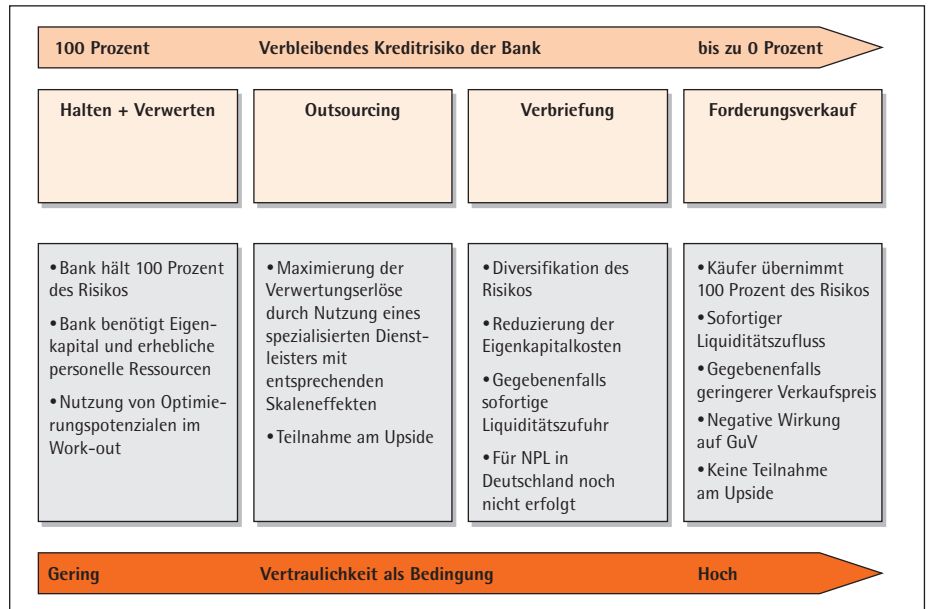 100 Prozent Verbleibendes Kreditrisiko der Bank bis zu 0 Prozent
Halten + Verwerten
Outsourcing
Verbriefung
Forderungsverkauf
• Bank hält 100 Prozent
des Risikos
• Bank benötigt Eigen-
kapital und erhebliche
personelle Ressourcen
• Nutzung von Optimie-
rungspotenzialen im
Work-out
• Maximierung der
Verwertungserlöse
durch Nutzung eines
spezialisierten Dienst-
leisters mit
entsprechenden
Skaleneffekten
• Teilnahme am Upside
• Diversifikation des
Risikos
• Reduzierung der
Eigenkapitalkosten
• Gegebenenfalls
sofortige
Liquiditätszufuhr
• Für NPL in
Deutschland noch
nicht erfolgt
• Käufer übernimmt
100 Prozent des Risikos
• Sofortiger
Liquiditätszufluss
• Gegebenenfalls
geringerer Verkaufspreis
• Negative Wirkung
auf GuV
• Keine Teilnahme
am Upside
Gering Vertraulichkeit als Bedingung Hoch